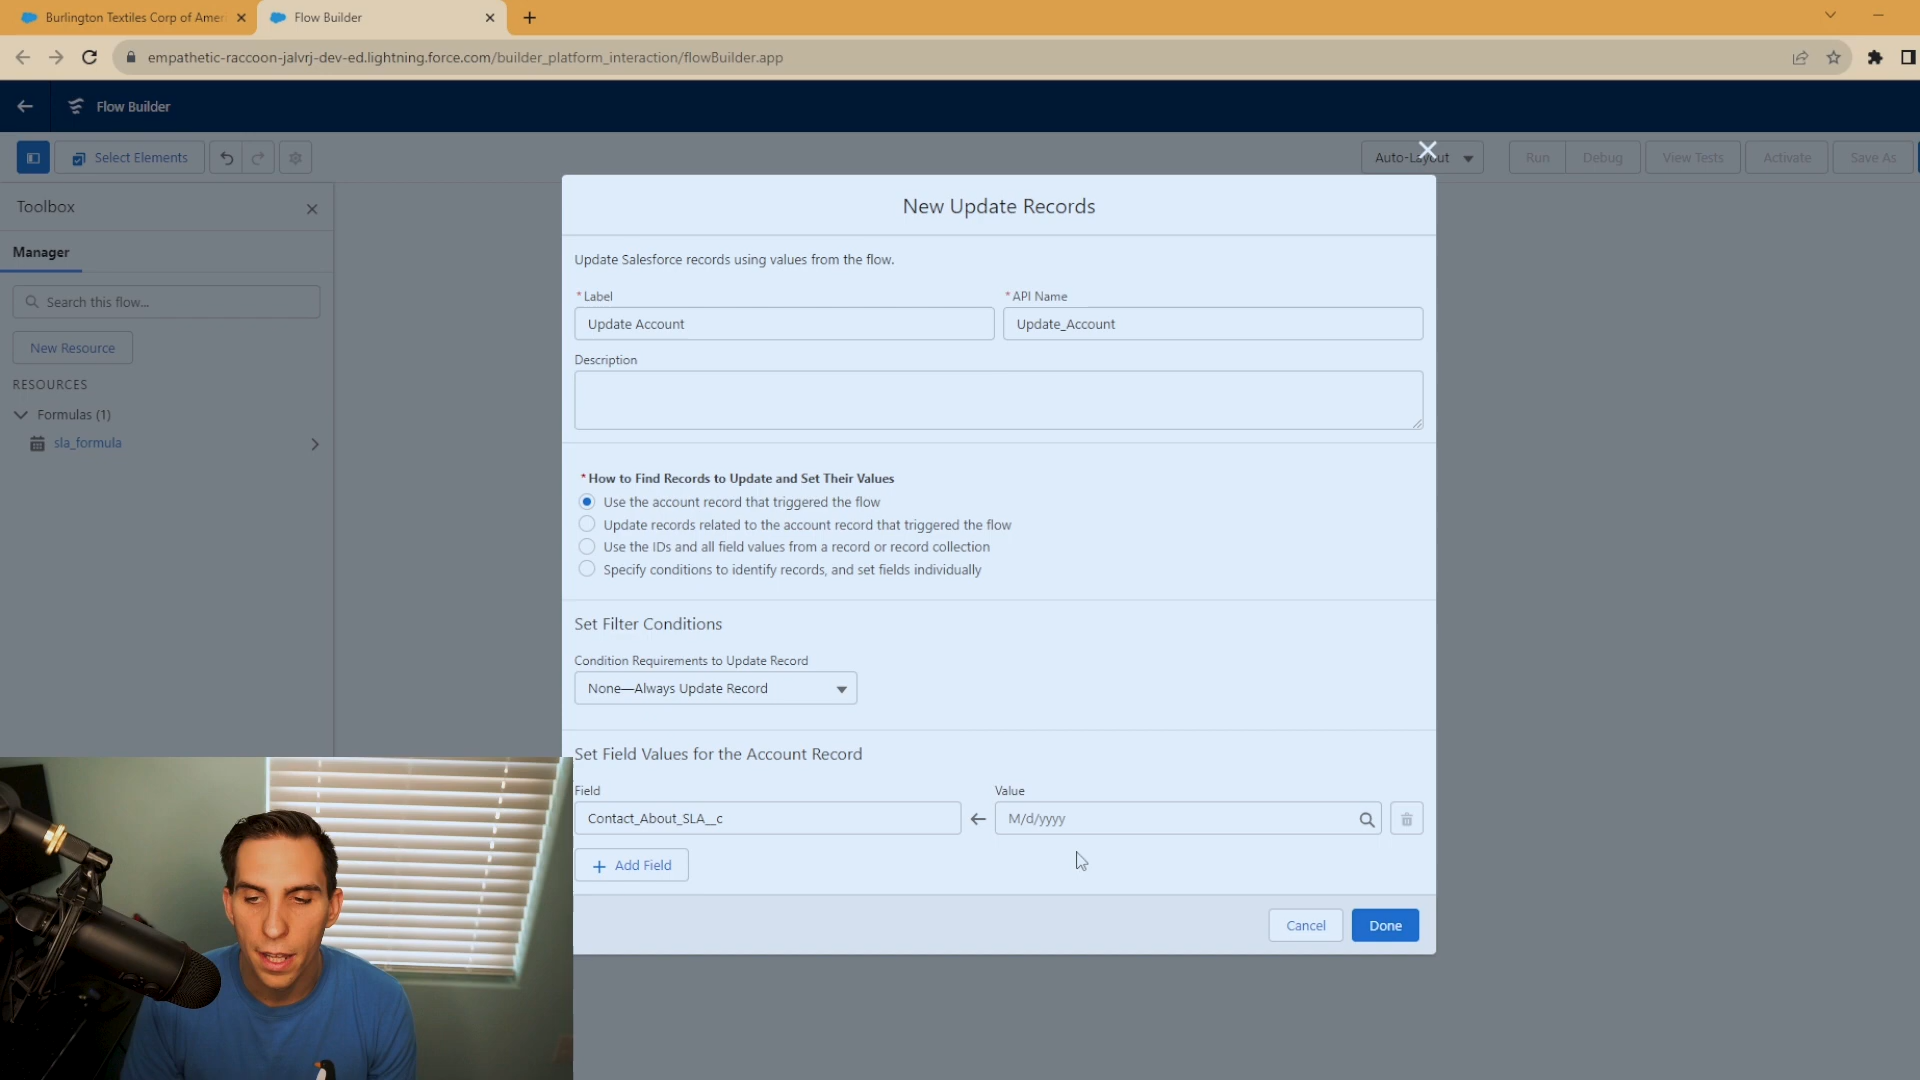 Burlington Textiles Corp of Amer
Flow Builder
empathetic-raccoon-jalvrj-dev-ed.lightning.force.com/builder_platform_interaction/flowBuilder.app
Flow Builder
Select Elements
Auto-Layout
Run
Debug
View Tests
Activate
Save As
Toolbox
Manager
Search this flow...
New Resource
RESOURCES
Formulas (1)
sla_formula
New Update Records
Update Salesforce records using values from the flow.
*Label
*API Name
Update Account
Update_Account
Description
*How to Find Records to Update and Set Their Values
Use the account record that triggered the flow
Update records related to the account record that triggered the flow
Use the IDs and all field values from a record or record collection
Specify conditions to identify records, and set fields individually
Set Filter Conditions
Condition Requirements to Update Record
None—Always Update Record
Set Field Values for the Account Record
Field
Value
Contact_About_SLA__c
M/d/yyyy
+ Add Field
Cancel
Done